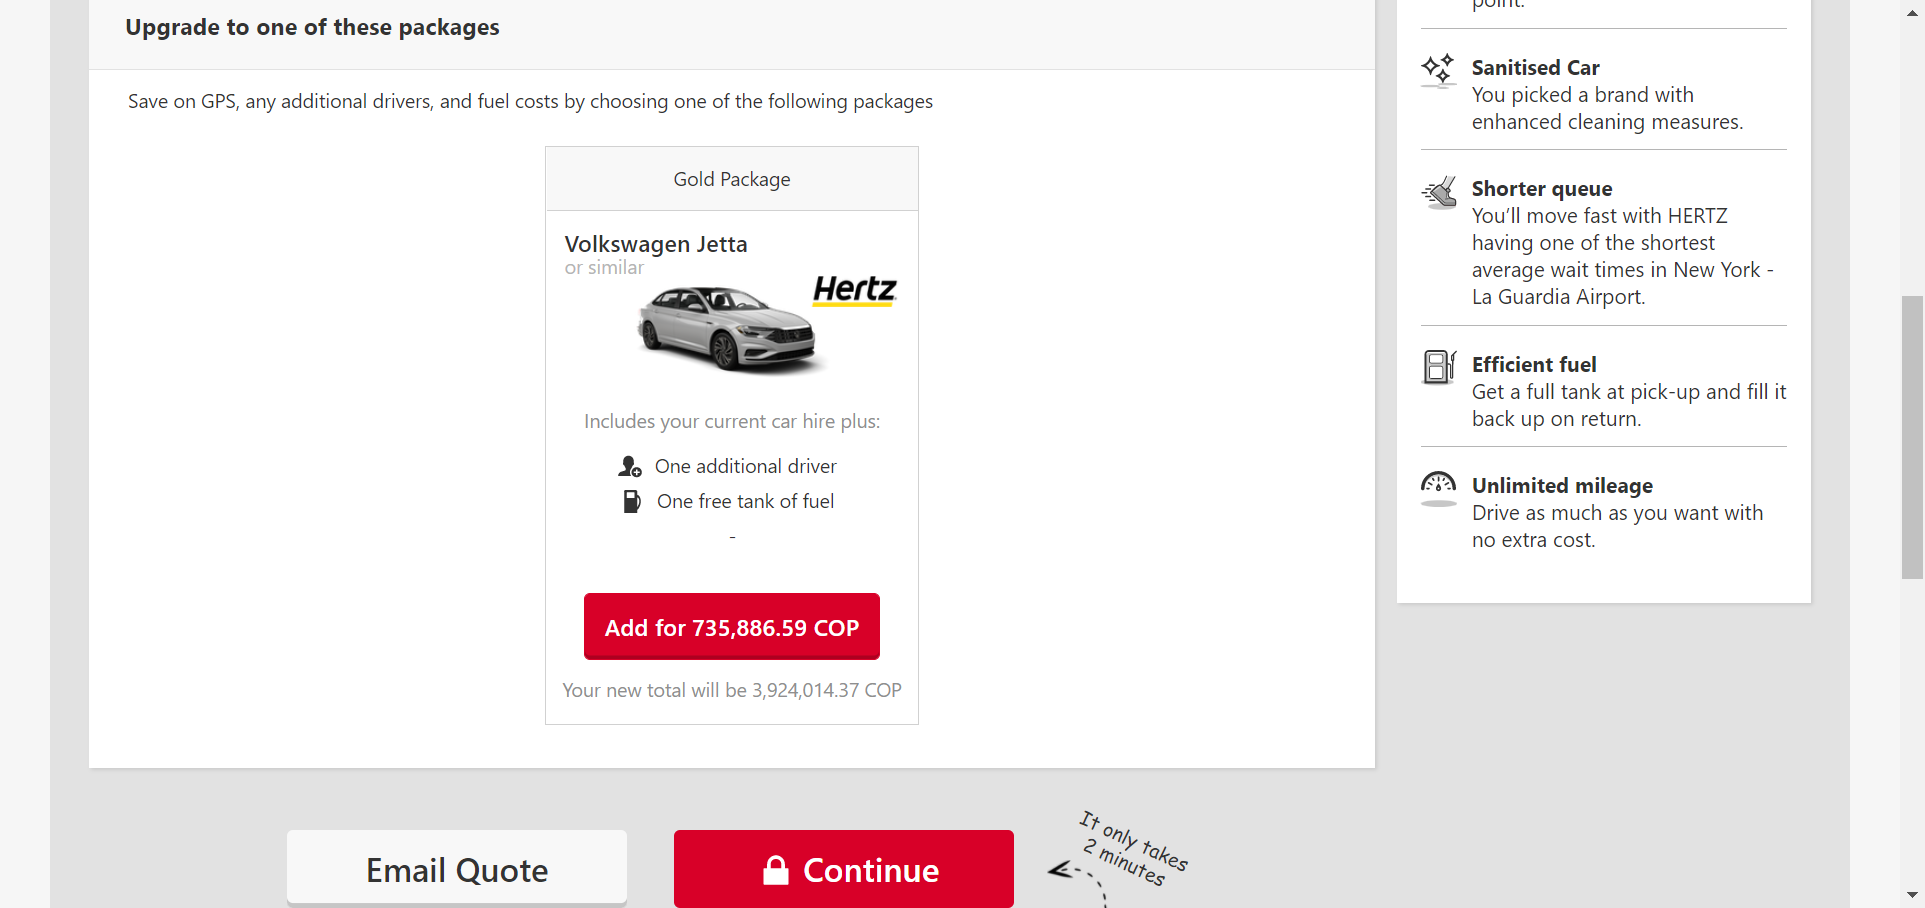 Upgrade to one of these packages
Save on GPS, any additional drivers, and fuel costs by choosing one of the following packages
Gold Package
Volkswagen Jetta
or similar
Hertz
Includes your current car hire plus:
One additional driver
One free tank of fuel
-
Add for 735,886.59 COP
Your new total will be 3,924,014.37 COP
Email Quote
Continue
It only takes
2 minutes
point.
Sanitised Car
You picked a brand with
enhanced cleaning measures.
Shorter queue
You’ll move fast with HERTZ
having one of the shortest
average wait times in New York -
La Guardia Airport.
Efficient fuel
Get a full tank at pick-up and fill it
back up on return.
Unlimited mileage
Drive as much as you want with
no extra cost.